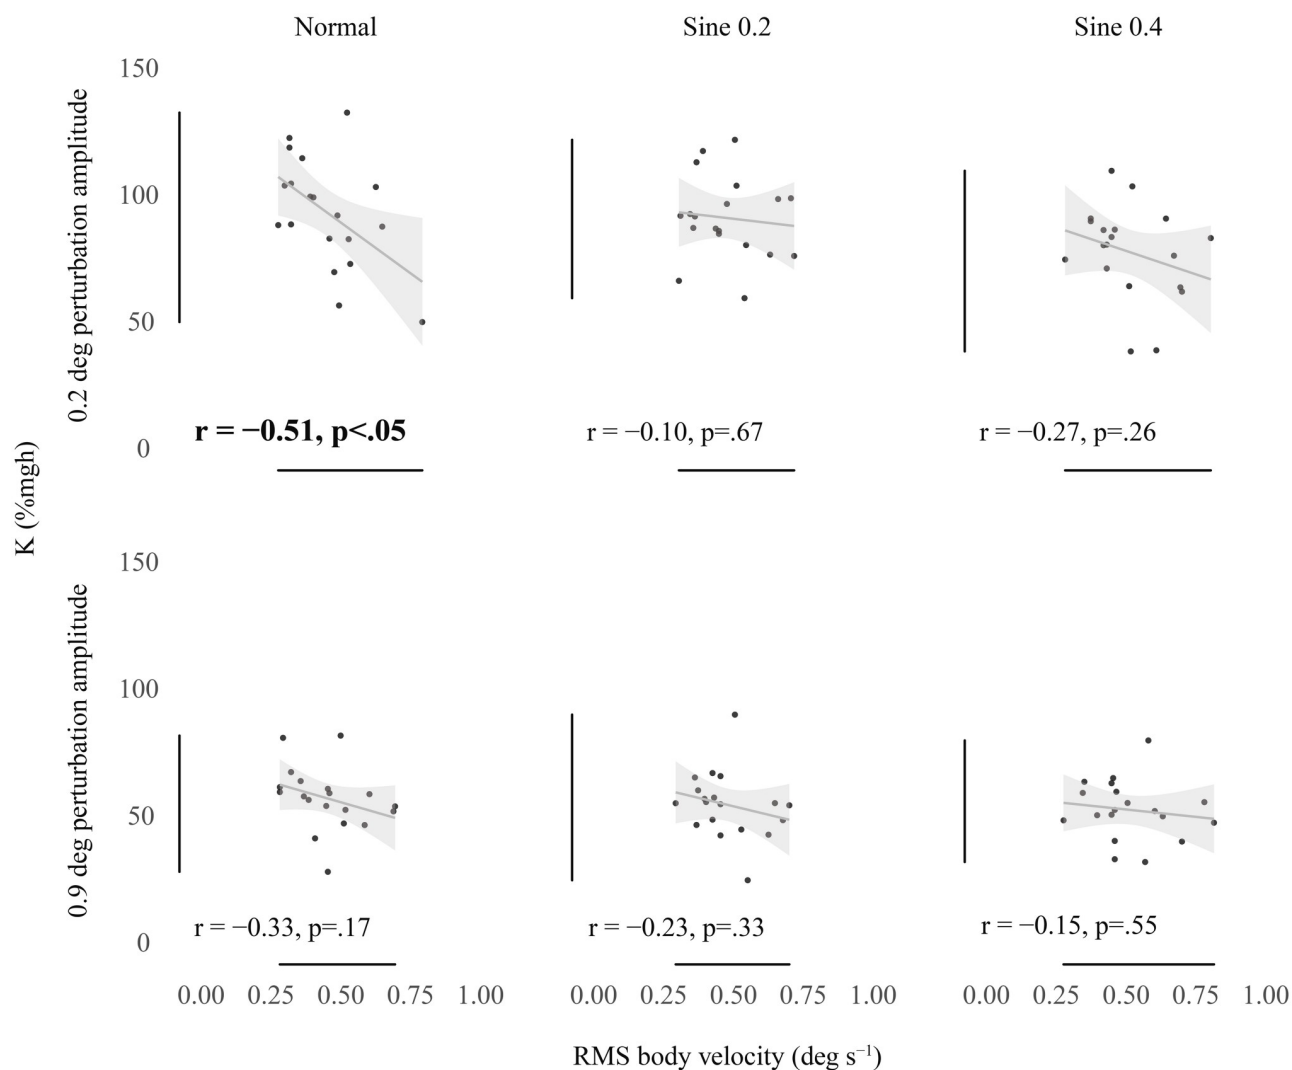 Normal Sine 0.2 Sine 0.4
0.2 deg perturbation amplitude
150
100
50
0
r = −0.51, p<.05 r = −0.10, p=.67 r = −0.27, p=.26
K (%mgh)
0.9 deg perturbation amplitude
150
100
50
0
r = −0.33, p=.17 r = −0.23, p=.33 r = −0.15, p=.55
0.00 0.25 0.50 0.75 1.00 0.00 0.25 0.50 0.75 1.00 0.00 0.25 0.50 0.75 1.00
RMS body velocity (deg s⁻¹)